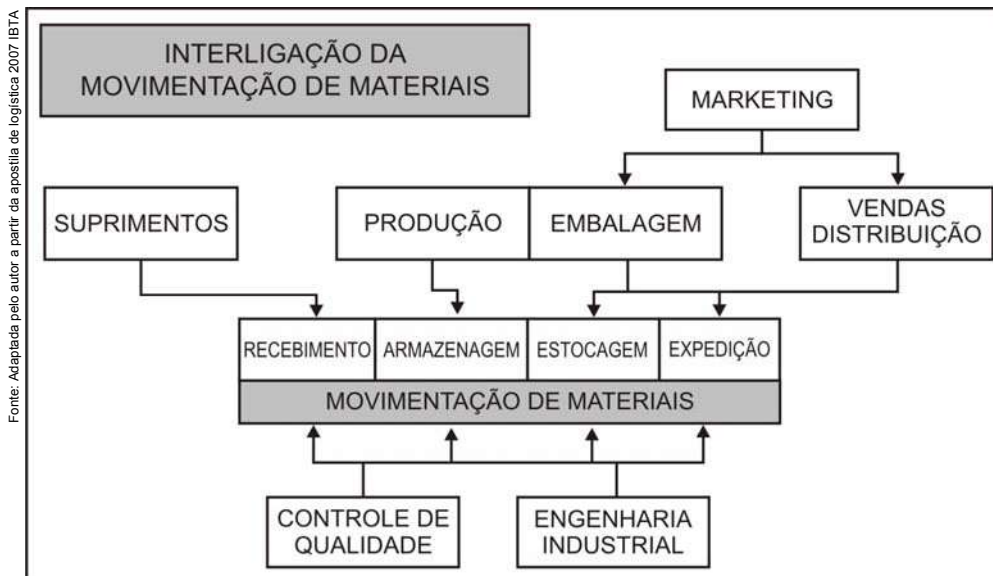 Fonte: Adaptada pelo autor a partir da apostila de logística 2007 IBTA
INTERLIGAÇÃO DA
MOVIMENTAÇÃO DE MATERIAIS
MARKETING
SUPRIMENTOS
PRODUÇÃO
EMBALAGEM
VENDAS
DISTRIBUIÇÃO
RECEBIMENTO
ARMAZENAGEM
ESTOCAGEM
EXPEDIÇÃO
MOVIMENTAÇÃO DE MATERIAIS
CONTROLE DE
QUALIDADE
ENGENHARIA
INDUSTRIAL